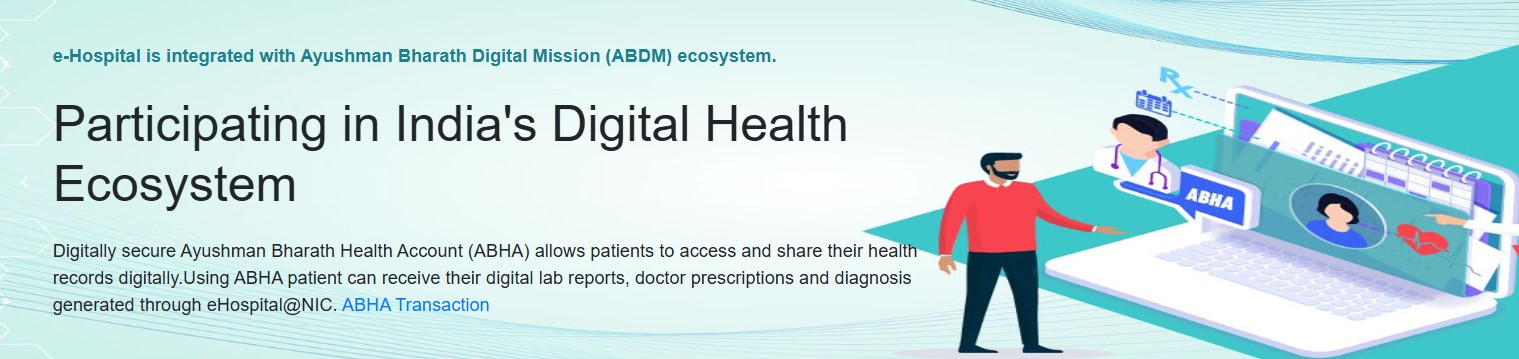 e-Hospital is integrated with Ayushman Bharath Digital Mission (ABDM) ecosystem.
Participating in India's Digital Health
Ecosystem
Digitally secure Ayushman Bharath Health Account (ABHA) allows patients to access and share their health
records digitally.Using ABHA patient can receive their digital lab reports, doctor prescriptions and diagnosis
generated through eHospital@NIC. ABHA Transaction
Rx
ABHA